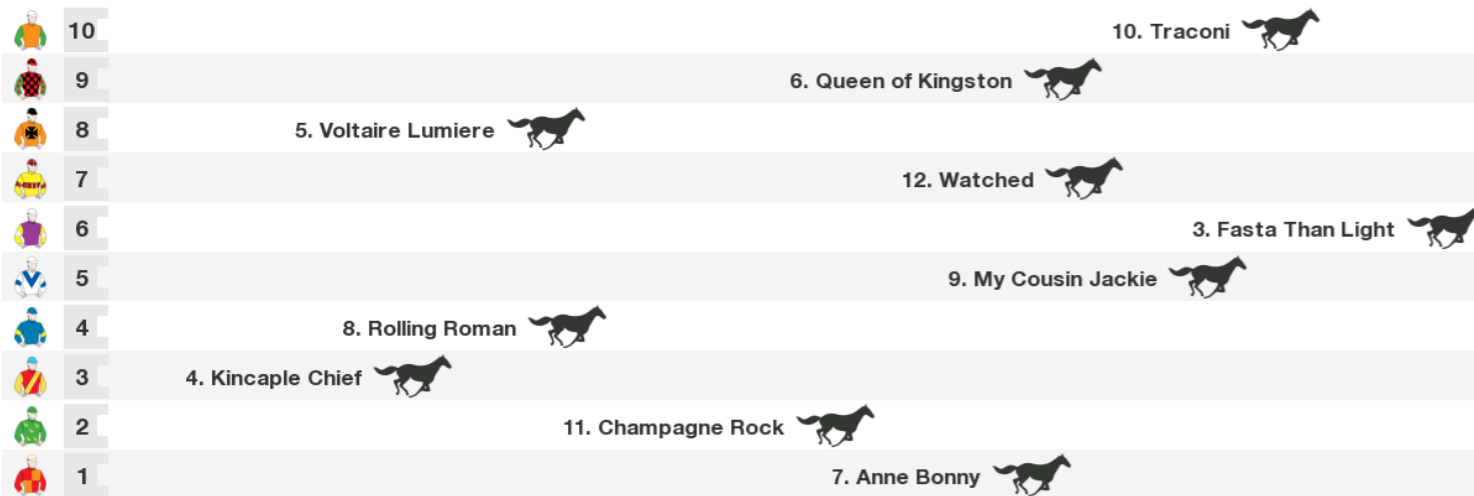 10 10. Traconi
9 6. Queen of Kingston
8 5. Voltaire Lumiere
7 12. Watched
6 3. Fasta Than Light
5 9. My Cousin Jackie
4 8. Rolling Roman
3 4. Kincaple Chief
2 11. Champagne Rock
1 7. Anne Bonny